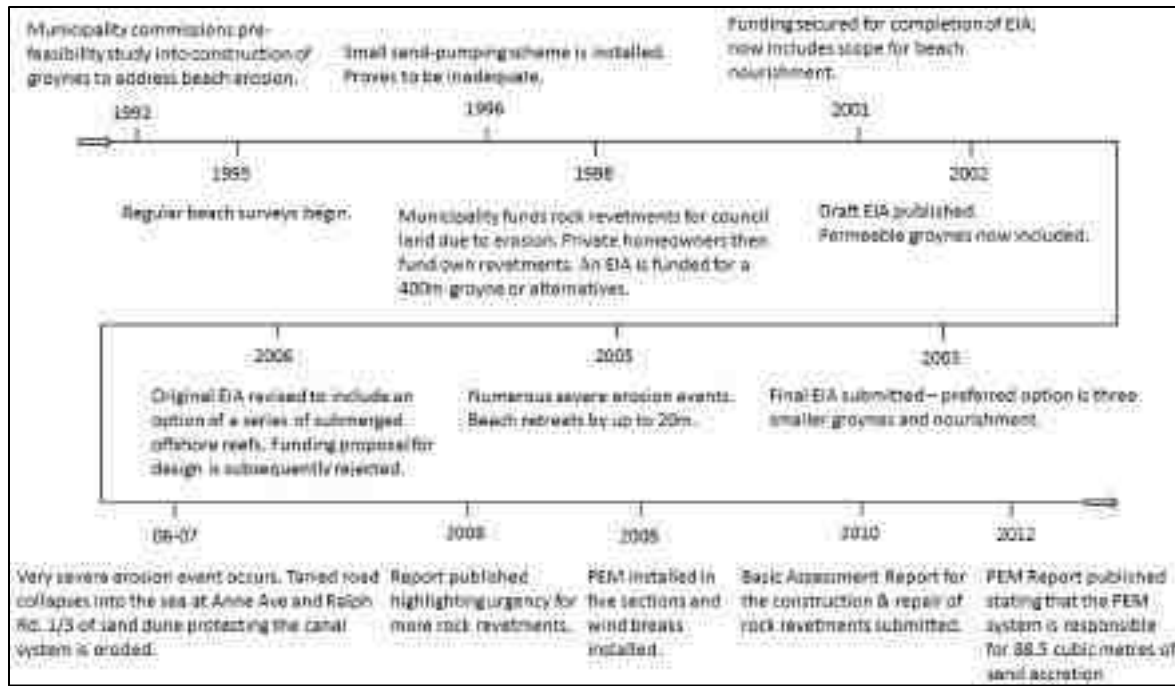 Municipality commissions pre-
feasibility study into construction of
groynes to address beach erosion.
1992
Small sand-pumping scheme is installed.
Proves to be inadequate.
1996
Funding secured for completion of EIA;
now includes scope for beach
nourishment.
2001
1995
Regular beach surveys begin.
1998
Municipality funds rock revetments for council
land due to erosion. Private homeowners then
fund own revetments. An EIA is funded for a
400m groyne or alternatives.
2002
Draft EIA published.
Permeable groynes now included.
2006
Original EIA revised to include an
option of a series of submerged
offshore reefs. Funding proposal for
design is subsequently rejected.
2005
Numerous severe erosion events.
Beach retreats by up to 20m.
2003
Final EIA submitted – preferred option is three
smaller groynes and nourishment.
06-07
Very severe erosion event occurs. Tarred road
collapses into the sea at Anne Ave and Ralph
Rd. 1/3 of sand dune protecting the canal
system is eroded.
2008
Report published
highlighting urgency for
more rock revetments.
PEM installed in
five sections and
wind breaks
installed.
2010
Basic Assessment Report for
the construction & repair of
rock revetments submitted.
2012
PEM Report published
stating that the PEM
system is responsible
for 88.5 cubic metres of
sand accretion